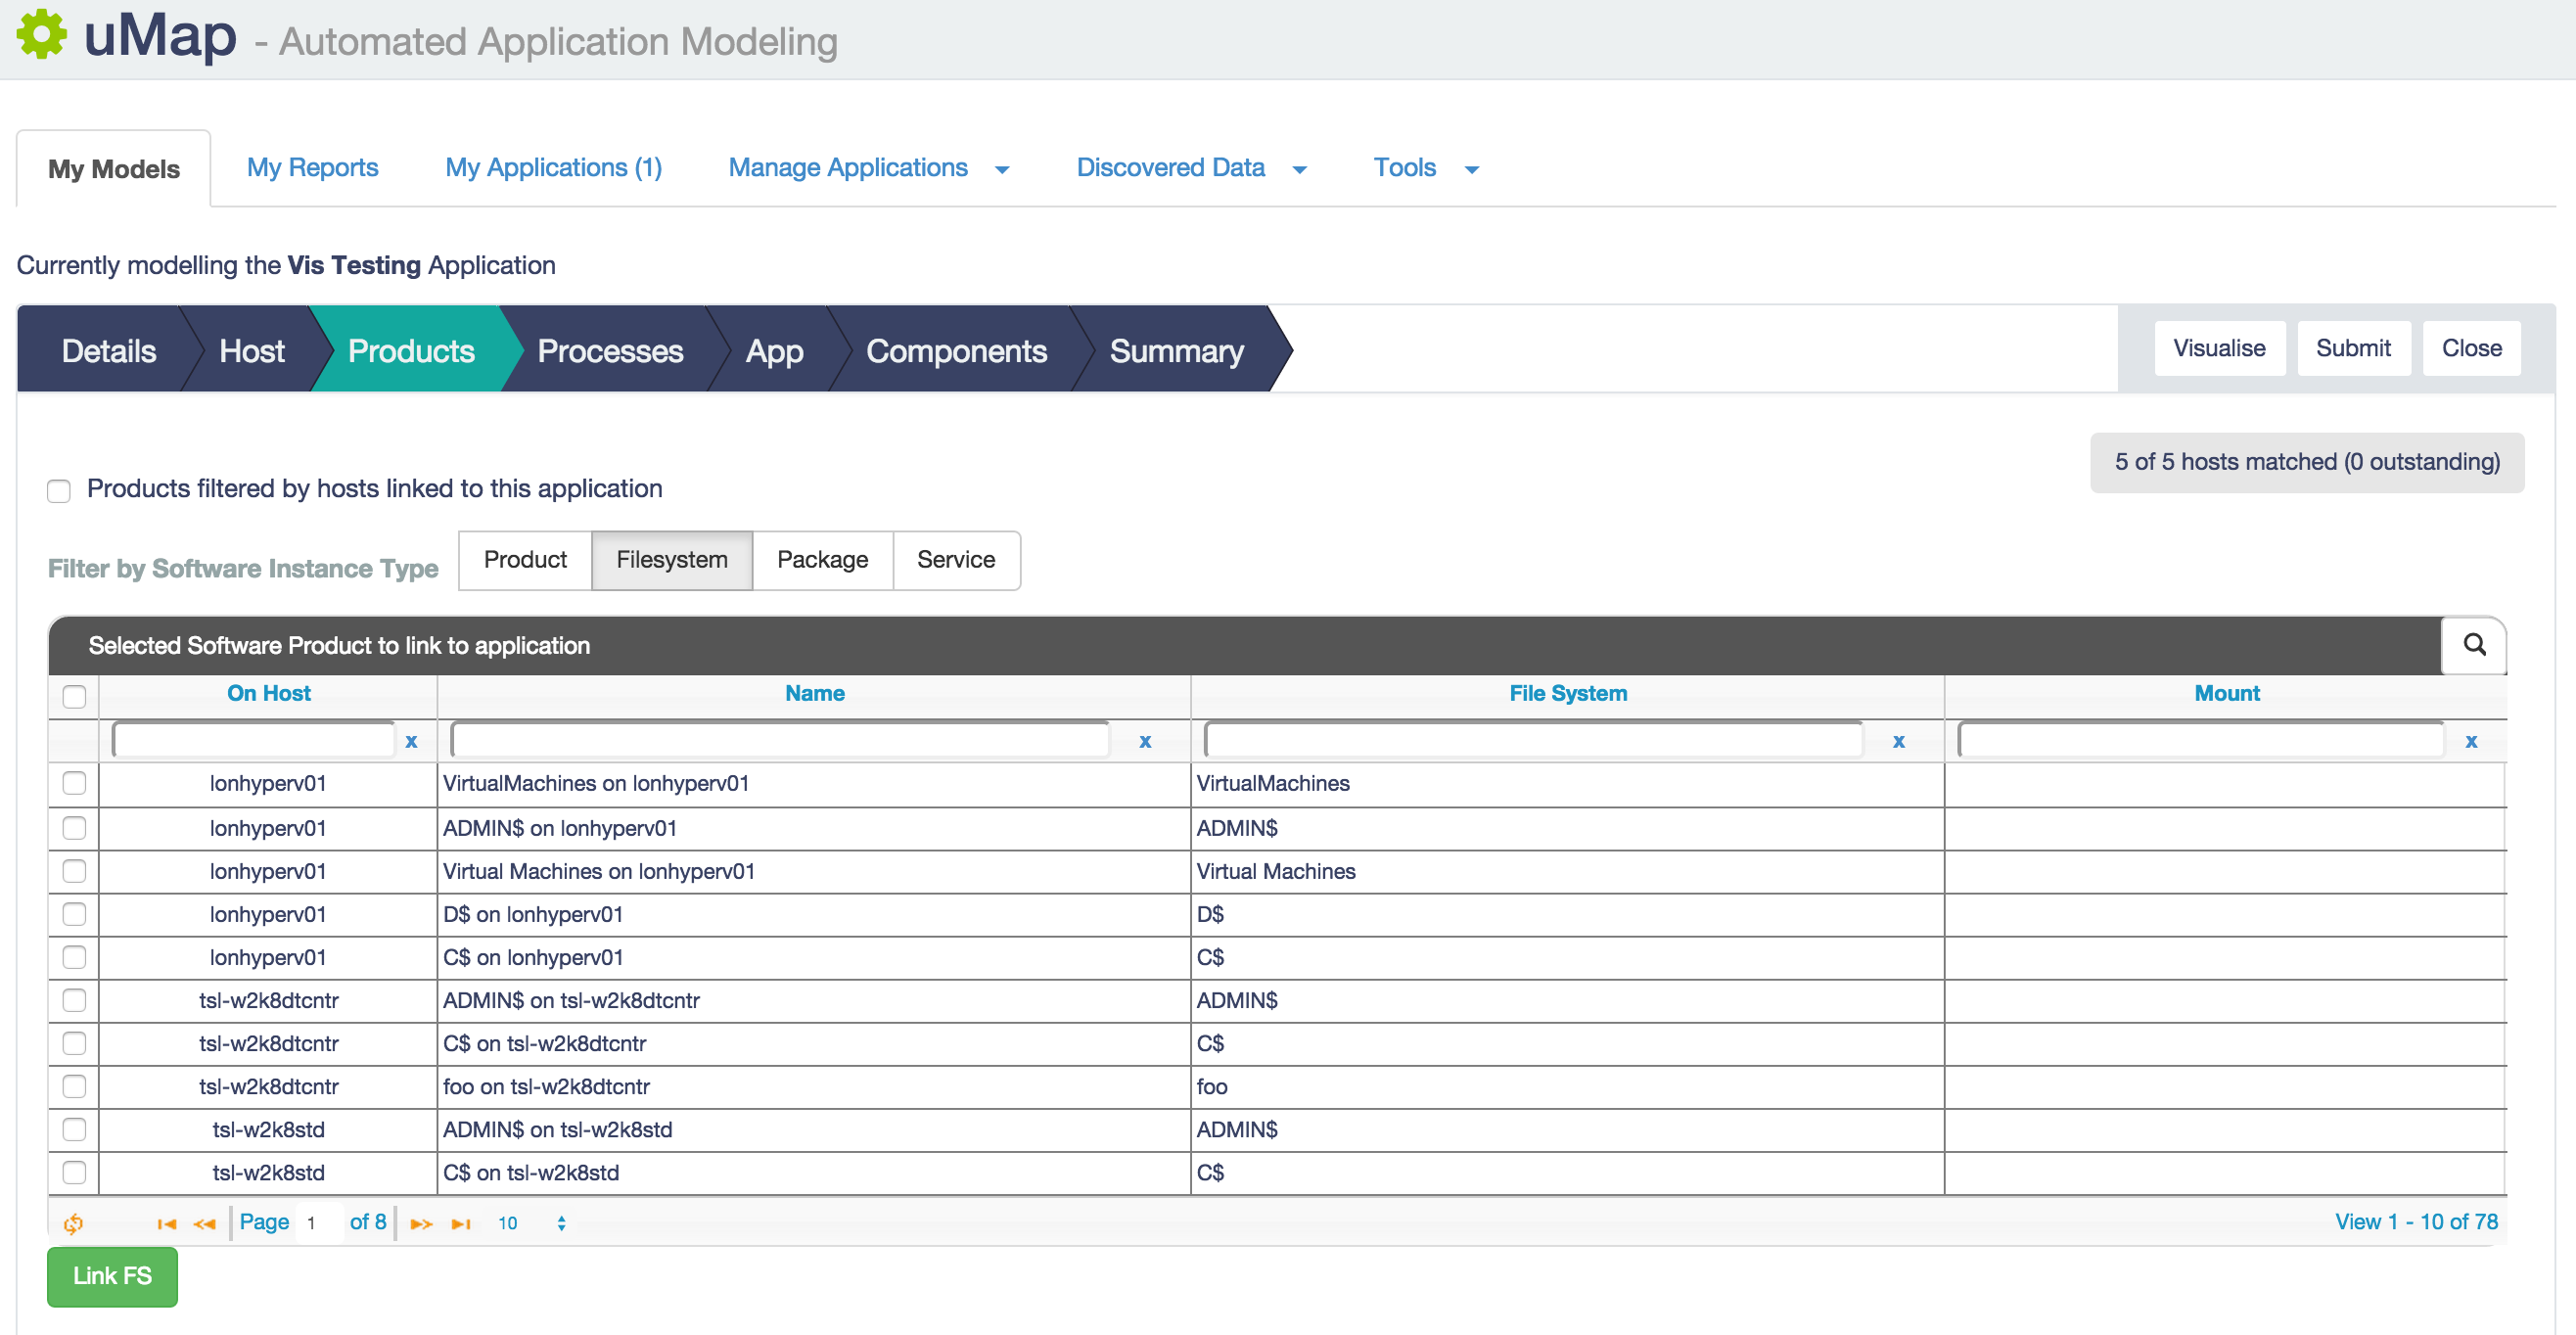 uMap - Automated Application Modeling
My Models My Reports My Applications (1) Manage Applications Discovered Data Tools
Currently modelling the Vis Testing Application
Details Host Products Processes App Components Summary Visualise Submit Close
5 of 5 hosts matched (0 outstanding)
Products filtered by hosts linked to this application
Filter by Software Instance Type Product Filesystem Package Service
Selected Software Product to link to application
On Host Name File System Mount
x x x x
lonhyperv01 VirtualMachines on lonhyperv01 VirtualMachines
lonhyperv01 ADMIN$ on lonhyperv01 ADMIN$
lonhyperv01 Virtual Machines on lonhyperv01 Virtual Machines
lonhyperv01 D$ on lonhyperv01 D$
lonhyperv01 C$ on lonhyperv01 C$
tsl-w2k8dtcntr ADMIN$ on tsl-w2k8dtcntr ADMIN$
tsl-w2k8dtcntr C$ on tsl-w2k8dtcntr C$
tsl-w2k8dtcntr foo on tsl-w2k8dtcntr foo
tsl-w2k8std ADMIN$ on tsl-w2k8std ADMIN$
tsl-w2k8std C$ on tsl-w2k8std C$
Page 1 of 8 10 View 1 - 10 of 78
Link FS